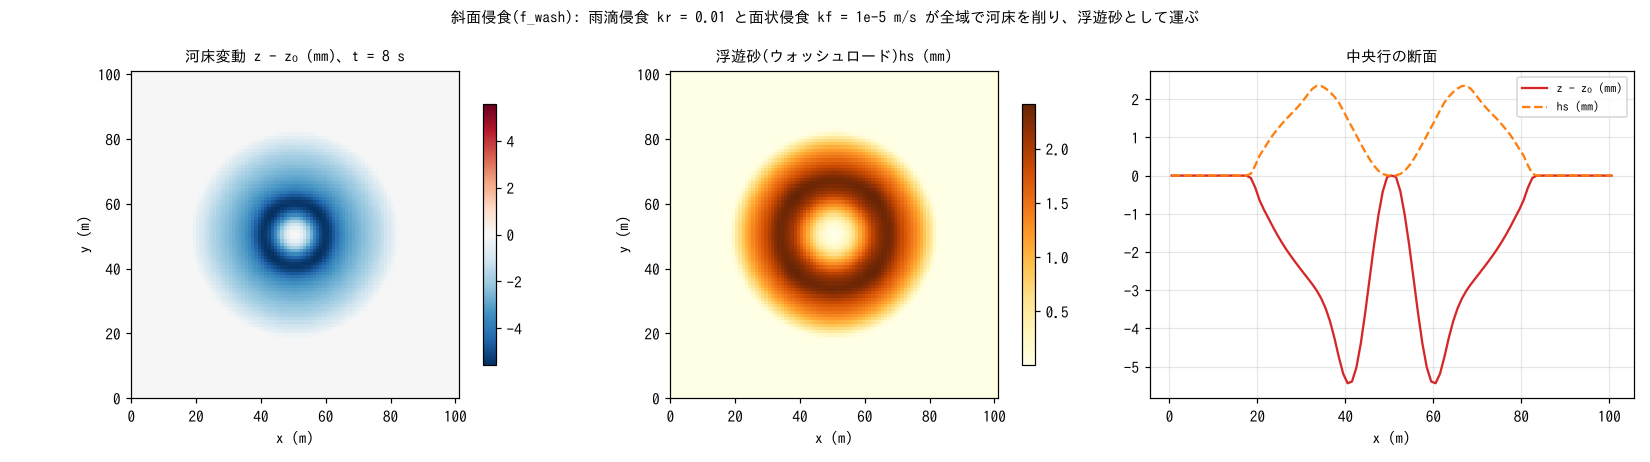 斜面侵食(f_wash): 雨滴侵食 kr = 0.01 と面状侵食 kf = 1e-5 m/s が全域で河床を削り、浮遊砂として運ぶ
河床変動 z − z₀ (mm)、t = 8 s
100
80
60
40
20
0
y (m)
0 20 40 60 80 100
x (m)
4
2
0
−2
−4
浮遊砂(ウォッシュロード)hs (mm)
100
80
60
40
20
0
y (m)
0 20 40 60 80 100
x (m)
2.0
1.5
1.0
0.5
中央行の断面
z − z₀ (mm)
hs (mm)
2
1
0
−1
−2
−3
−4
−5
0 20 40 60 80 100
x (m)